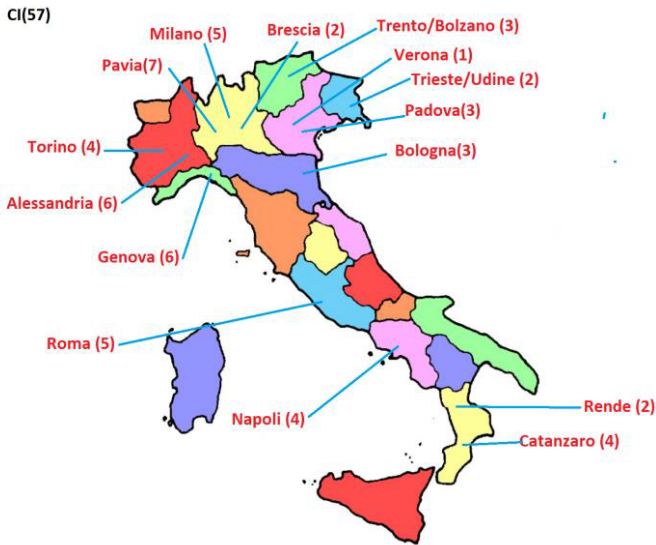 CI(57)
Milano (5)
Brescia (2)
Trento/Bolzano (3)
Pavia(7)
Verona (1)
Trieste/Udine (2)
Padova(3)
Torino (4)
Bologna(3)
Alessandria (6)
Genova (6)
Roma (5)
Napoli (4)
Rende (2)
Catanzaro (4)